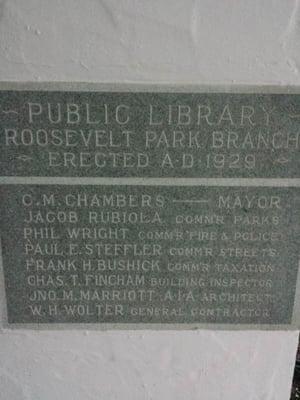 PUBLIC LIBRARY
ROOSEVELT PARK BRANCH
~ ERECTED A·D·1929 ~
C.M. CHAMBERS — MAYOR
JACOB RUBIOLA COMM'R PARKS
PHIL WRIGHT COMM'R FIRE & POLICE
PAUL E. STEFFLER COMM'R STREETS
FRANK H. BUSHICK COMM'R TAXATION
CHAS. T. FINCHAM BUILDING INSPECTOR
JNO. M. MARRIOTT A·I·A ARCHITECT
W. H. WOLTER GENERAL CONTRACTOR